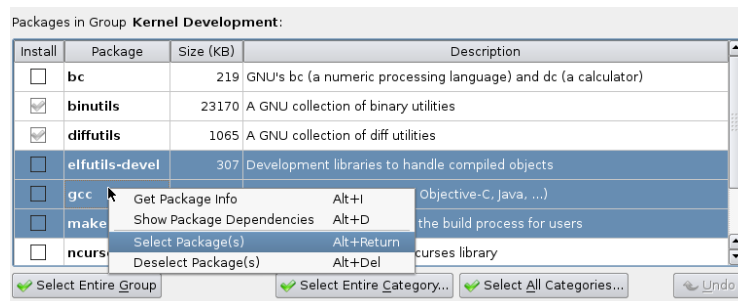 Packages in Group Kernel Development:
Install Package Size (KB) Description
bc 219 GNU's bc (a numeric processing language) and dc (a calculator)
binutils 23170 A GNU collection of binary utilities
diffutils 1065 A GNU collection of diff utilities
elfutils-devel 307 Development libraries to handle compiled objects
gcc Objective-C, Java, ...)
Get Package Info Alt+I
Show Package Dependencies Alt+D
make the build process for users
Select Package(s) Alt+Return
ncurs curses library
Deselect Package(s) Alt+Del
Select Entire Group Select Entire Category... Select All Categories... Undo